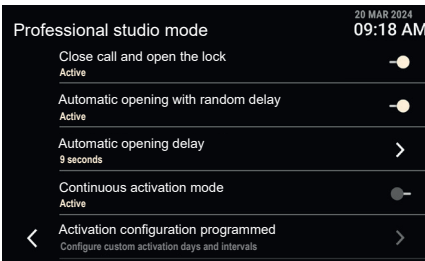 20 MAR 2024
Professional studio mode
09:18 AM
Close call and open the lock
Active
Automatic opening with random delay
Active
Automatic opening delay
9 seconds
Continuous activation mode
Active
Activation configuration programmed
Configure custom activation days and intervals